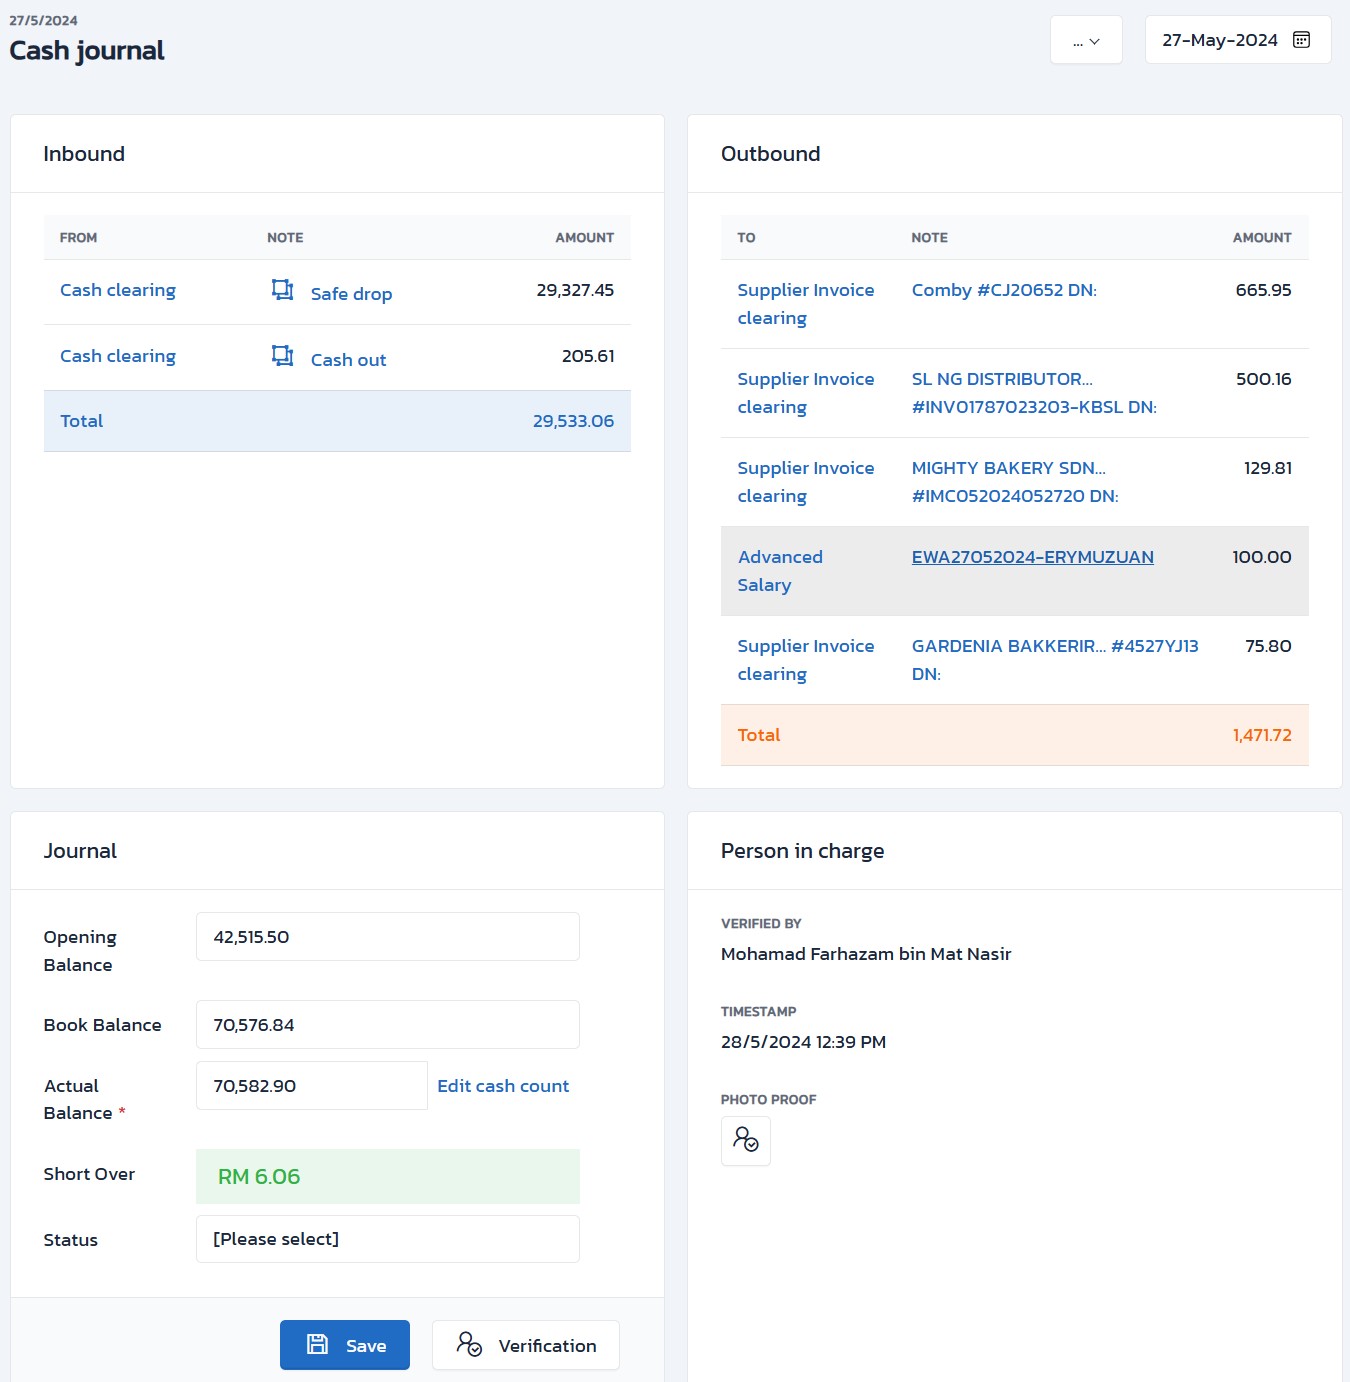 27/5/2024
Cash journal
... 27-May-2024
Inbound
FROM NOTE AMOUNT
Cash clearing Safe drop 29,327.45
Cash clearing Cash out 205.61
Total 29,533.06
Outbound
TO NOTE AMOUNT
Supplier Invoice Comby #CJ20652 DN: 665.95
clearing
Supplier Invoice SL NG DISTRIBUTOR... 500.16
clearing #INV01787023203-KBSL DN:
Supplier Invoice MIGHTY BAKERY SDN... 129.81
clearing #IMC052024052720 DN:
Advanced EWA27052024-ERYMUZUAN 100.00
Salary
Supplier Invoice GARDENIA BAKKERIR... #4527YJ13 75.80
clearing DN:
Total 1,471.72
Journal
Opening 42,515.50
Balance
Book Balance 70,576.84
Actual 70,582.90 Edit cash count
Balance *
Short Over RM 6.06
Status [Please select]
Save Verification
Person in charge
VERIFIED BY
Mohamad Farhazam bin Mat Nasir
TIMESTAMP
28/5/2024 12:39 PM
PHOTO PROOF